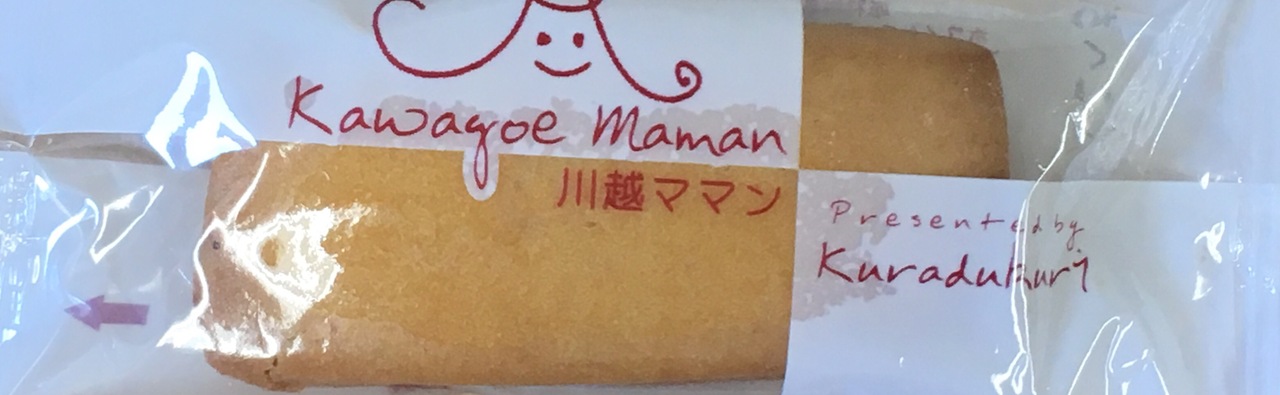 Kawagoe Maman
川越ママン
Presented by
Kuradukuri